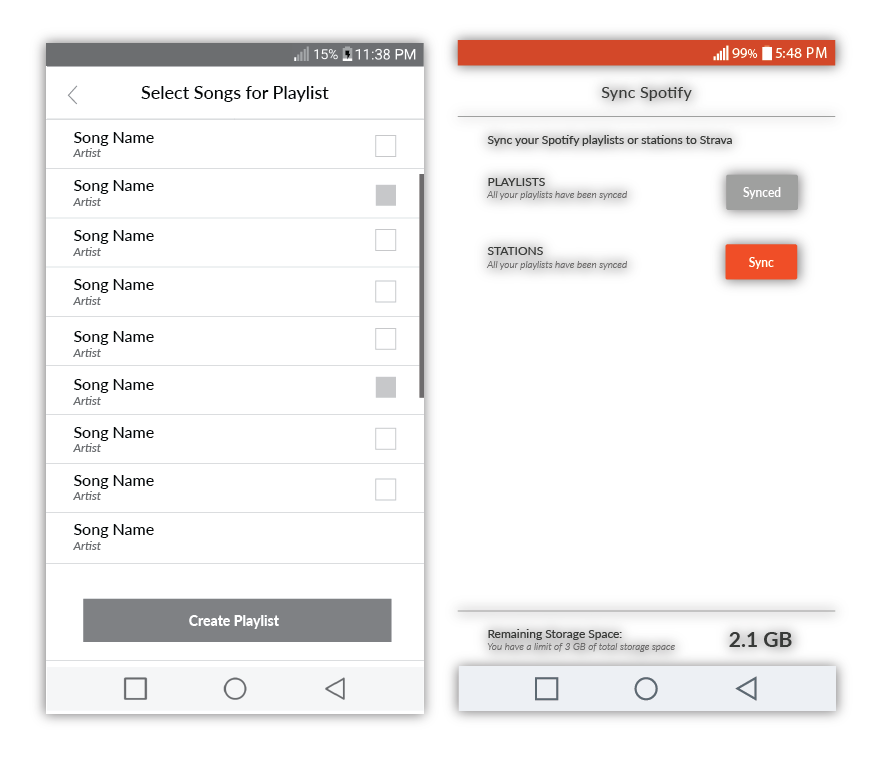 15% 11:38 PM
Select Songs for Playlist
Song Name
Artist
Song Name
Artist
Song Name
Artist
Song Name
Artist
Song Name
Artist
Song Name
Artist
Song Name
Artist
Song Name
Artist
Song Name
Artist
Create Playlist
99% 5:48 PM
Sync Spotify
Sync your Spotify playlists or stations to Strava
PLAYLISTS
All your playlists have been synced
Synced
STATIONS
All your playlists have been synced
Sync
Remaining Storage Space:
You have a limit of 3 GB of total storage space
2.1 GB